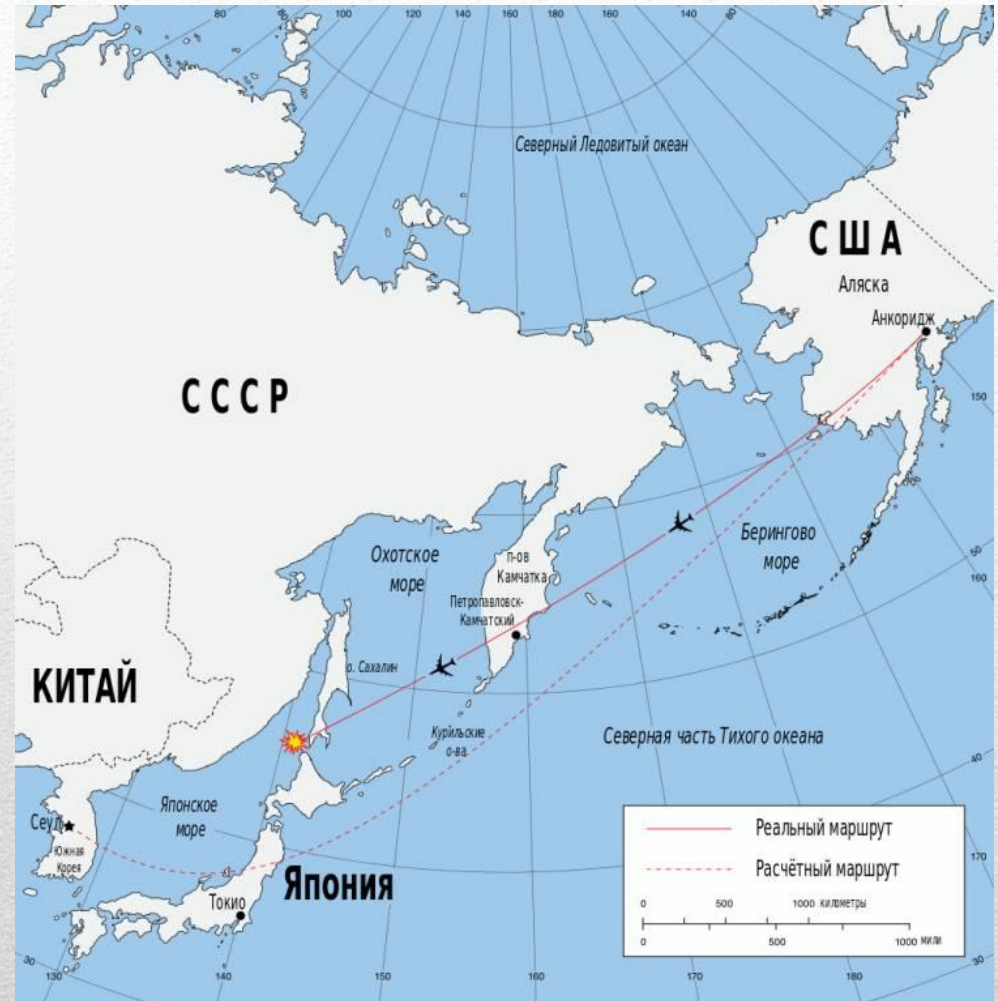 100 120 140 160 180 160 140
Северный Ледовитый океан
США
Аляска
Анкоридж
СССР
150
Берингово
море
Охотское
море
п-ов
Камчатка
Петропавловск-
Камчатский
50
160
о. Сахалин
КИТАЙ
Курильские
о-ва
Северная часть Тихого океана
40
Японское
море
Сеул
Южная
Корея
Япония
Токио
Реальный маршрут
Расчётный маршрут
0 500 1000 километры
0 500 1000 мили
170
30
130 140 150 160 170 180
30